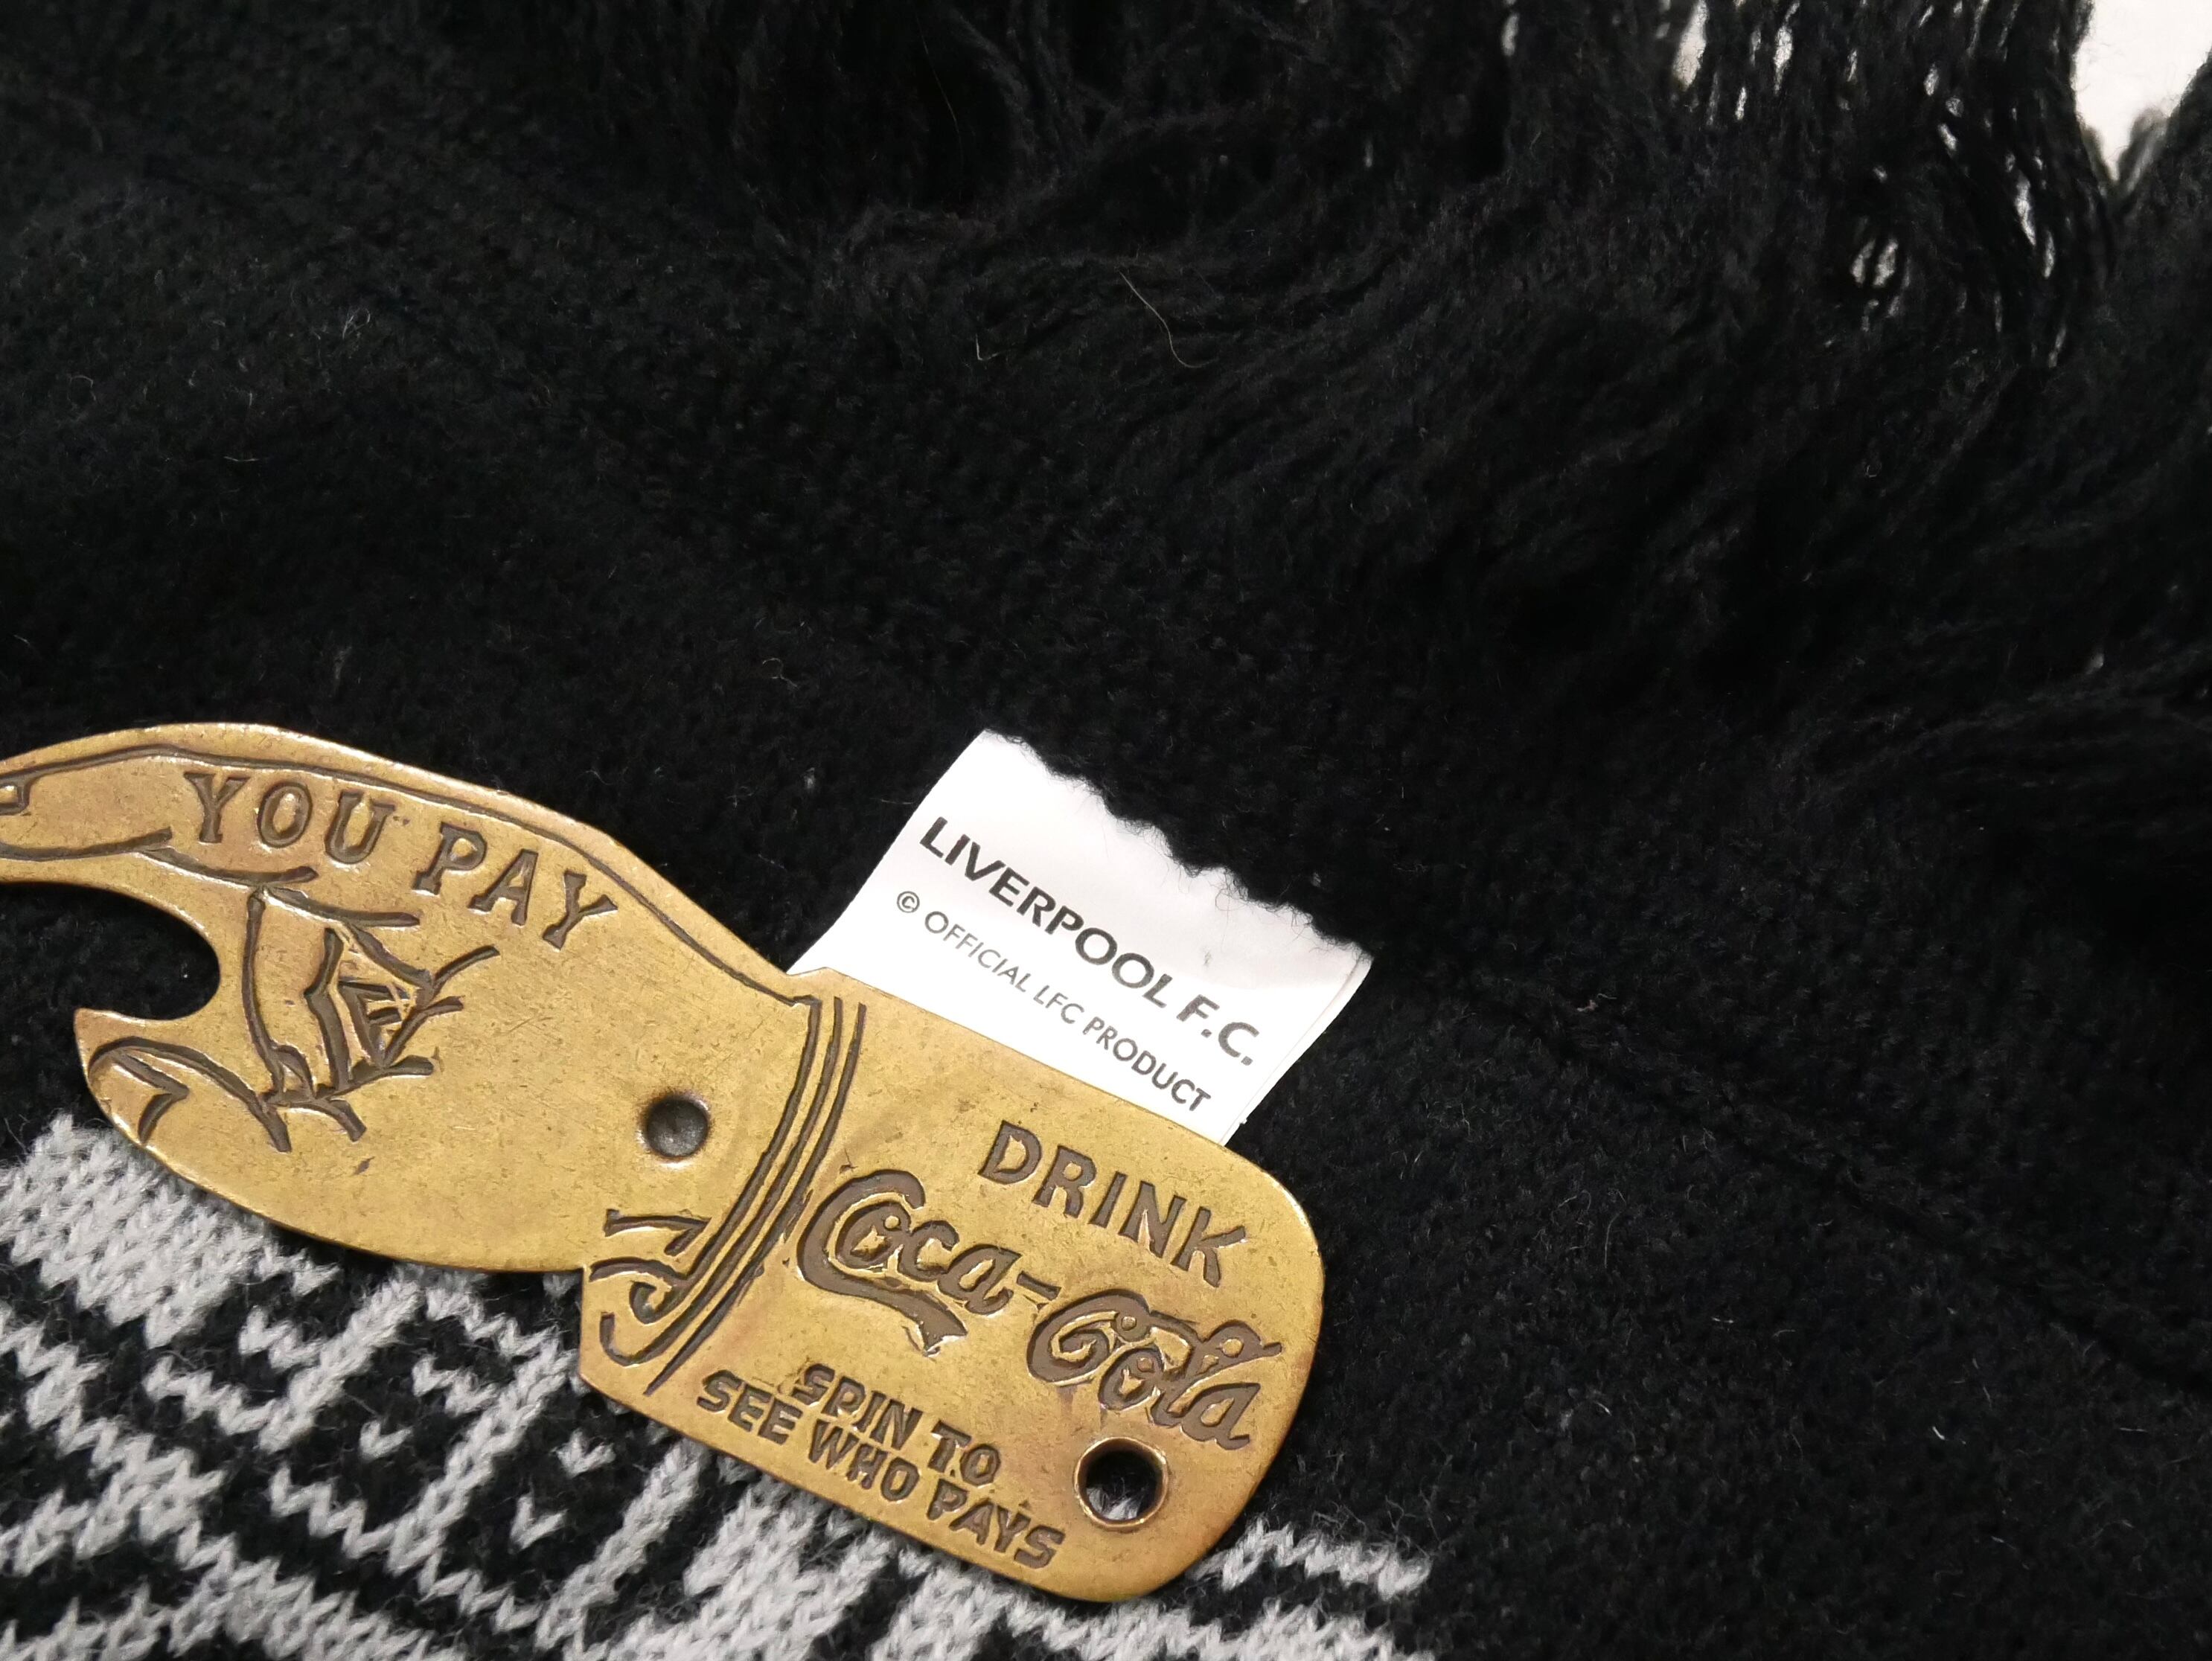 YOU PAY
LIVERPOOL F.C.
© OFFICIAL LFC PRODUCT
DRINK
Coca-Cola
SPIN TO
SEE WHO PAYS